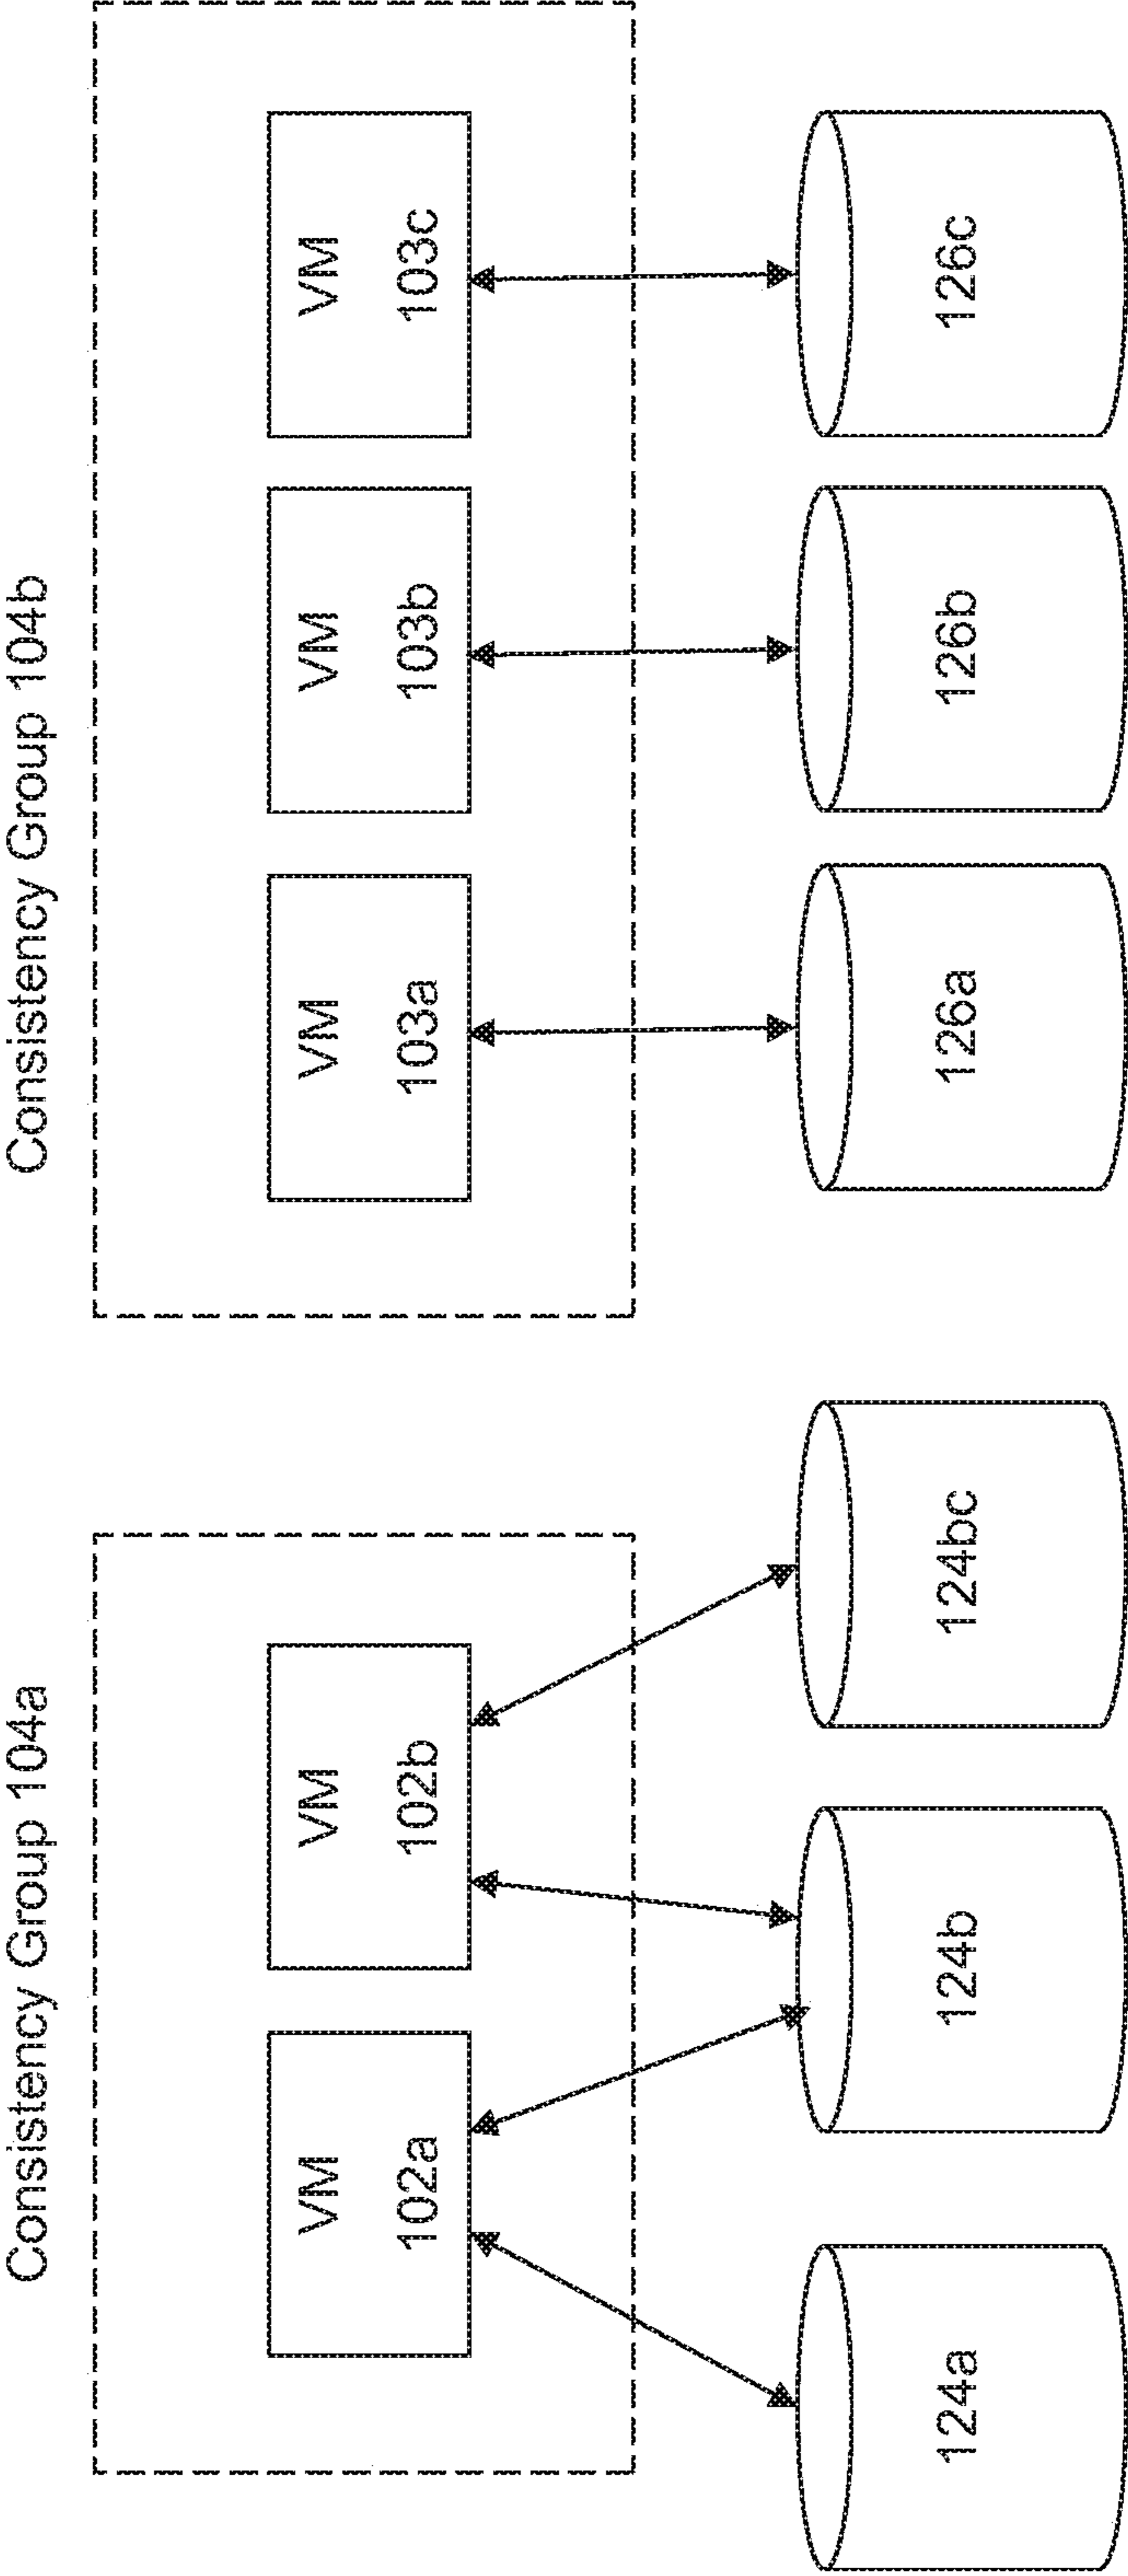 Consistency Group 104a
VM
102a
VM
102b
124a
124b
124bc
Consistency Group 104b
VM
103a
VM
103b
VM
103c
126a
126b
126c